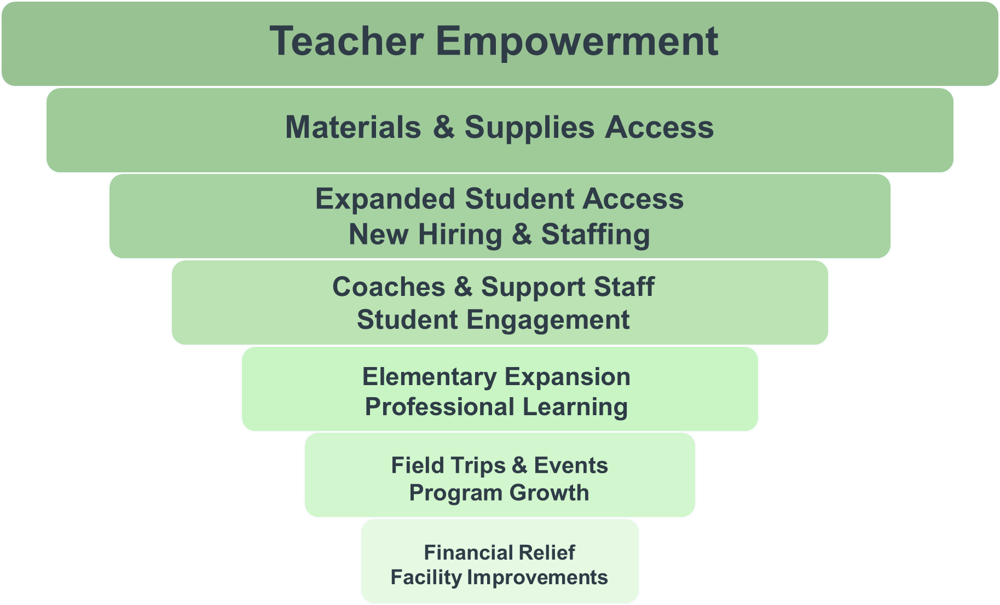 Teacher Empowerment
Materials & Supplies Access
Expanded Student Access
New Hiring & Staffing
Coaches & Support Staff
Student Engagement
Elementary Expansion
Professional Learning
Field Trips & Events
Program Growth
Financial Relief
Facility Improvements